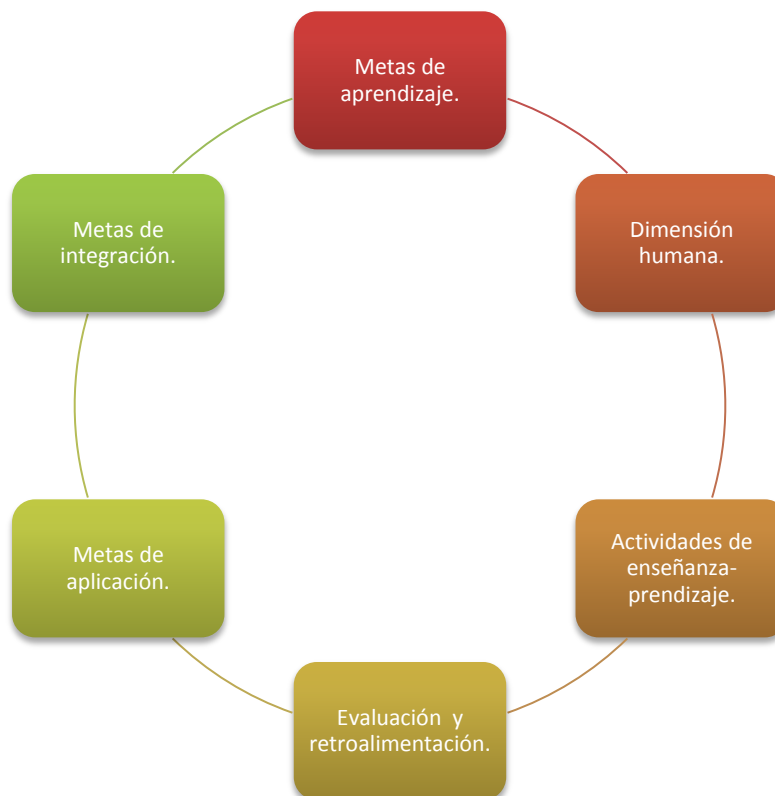 Metas de
aprendizaje.
Dimensión
humana.
Actividades de
enseñanza-
prendizaje.
Evaluación y
retroalimentación.
Metas de
aplicación.
Metas de
integración.